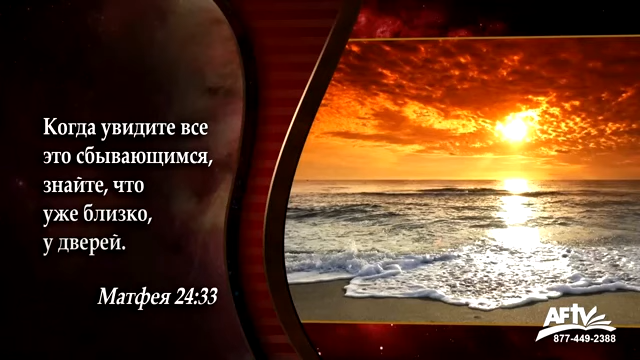 Когда увидите все
это сбывающимся,
знайте, что
уже близко,
у дверей.
Матфея 24:33
AFTV
877-449-2388